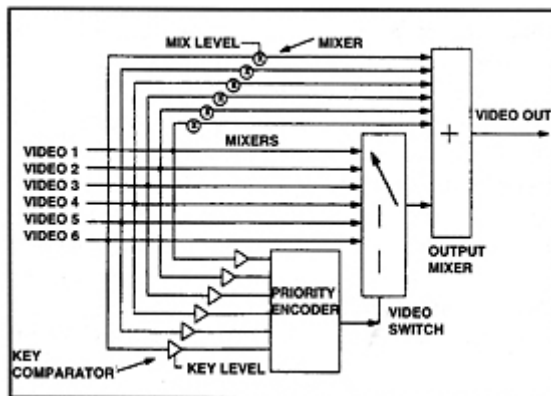 MIX LEVEL
MIXER
VIDEO OUT
MIXERS
VIDEO 1
VIDEO 2
VIDEO 3
VIDEO 4
VIDEO 5
VIDEO 6
+
OUTPUT
MIXER
PRIORITY
ENCODER
VIDEO
SWITCH
KEY
COMPARATOR
KEY LEVEL